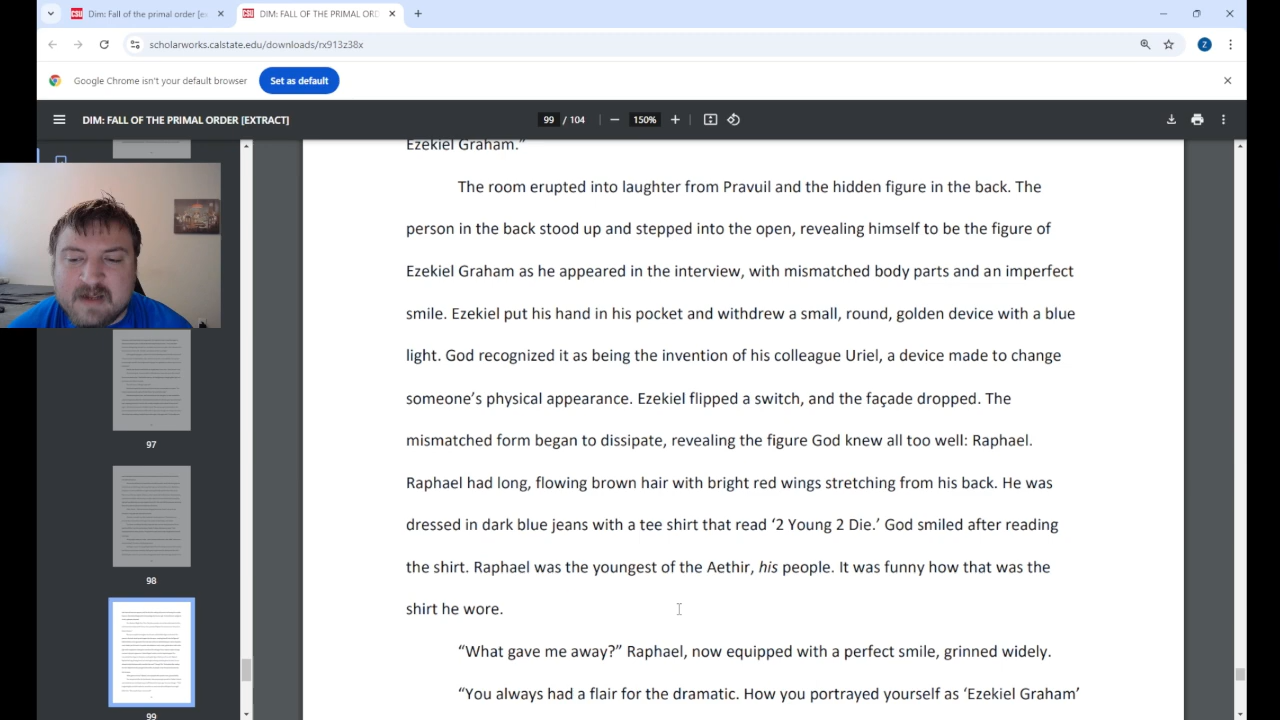 Dim: Fall of the primal order [ex
DIM: FALL OF THE PRIMAL ORD
scholarworks.calstate.edu/downloads/rx913z38x
Z
Google Chrome isn't your default browser
Set as default
DIM: FALL OF THE PRIMAL ORDER [EXTRACT]
99 / 104
150%
Ezekiel Graham.”
The room erupted into laughter from Pravuil and the hidden figure in the back. The
person in the back stood up and stepped into the open, revealing himself to be the figure of
Ezekiel Graham as he appeared in the interview, with mismatched body parts and an imperfect
smile. Ezekiel put his hand in his pocket and withdrew a small, round, golden device with a blue
light. God recognized it as being the invention of his colleague Uriel, a device made to change
someone’s physical appearance. Ezekiel flipped a switch, and the façade dropped. The
mismatched form began to dissipate, revealing the figure God knew all too well: Raphael.
Raphael had long, flowing brown hair with bright red wings stretching from his back. He was
dressed in dark blue jeans with a tee shirt that read ‘2 Young 2 Die.’ God smiled after reading
the shirt. Raphael was the youngest of the Aethir, his people. It was funny how that was the
shirt he wore.
“What gave me away?” Raphael, now equipped with a perfect smile, grinned widely.
“You always had a flair for the dramatic. How you portrayed yourself as ‘Ezekiel Graham’
97
98
99